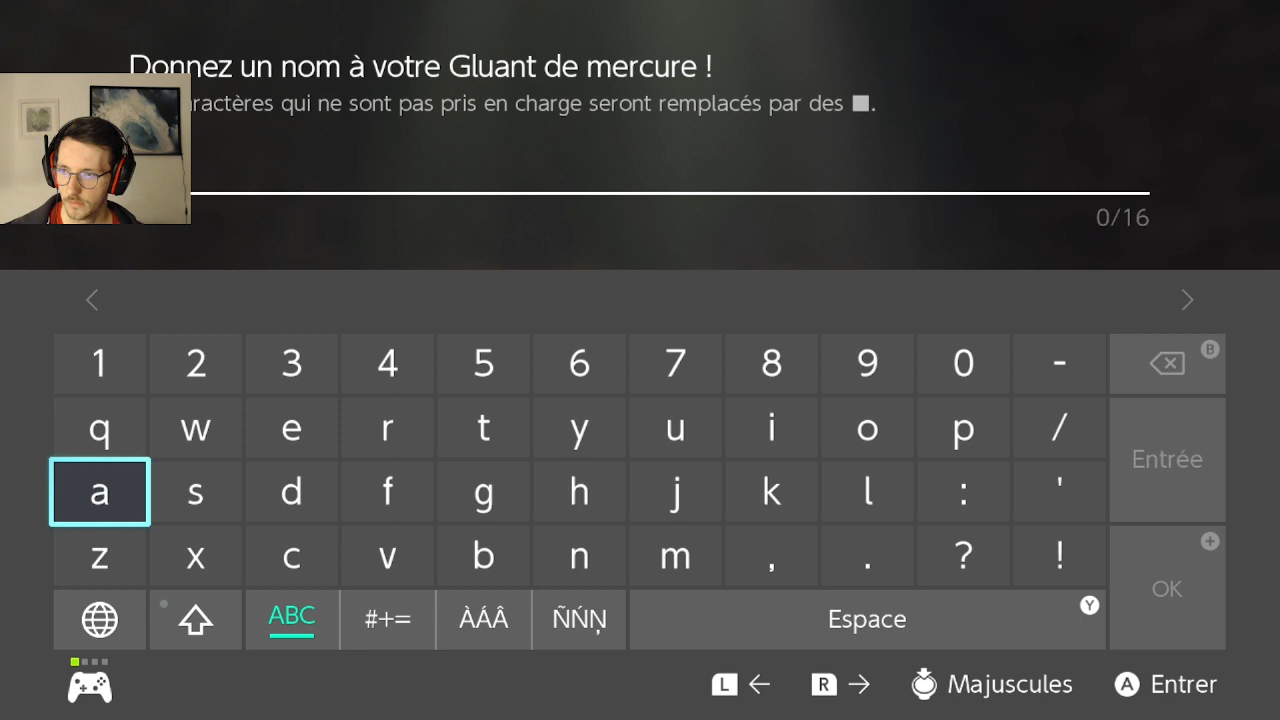 Donnez un nom à votre Gluant de mercure !
ractères qui ne sont pas pris en charge seront remplacés par des ■.
0/16
1 2 3 4 5 6 7 8 9 0 - B
q w e r t y u i o p /
Entrée
a s d f g h j k l : '
z x c v b n m , . ? ! +
OK
ABC #+= ÀÁÂ ÑŃŅ Espace Y
L ← R → Majuscules A Entrer